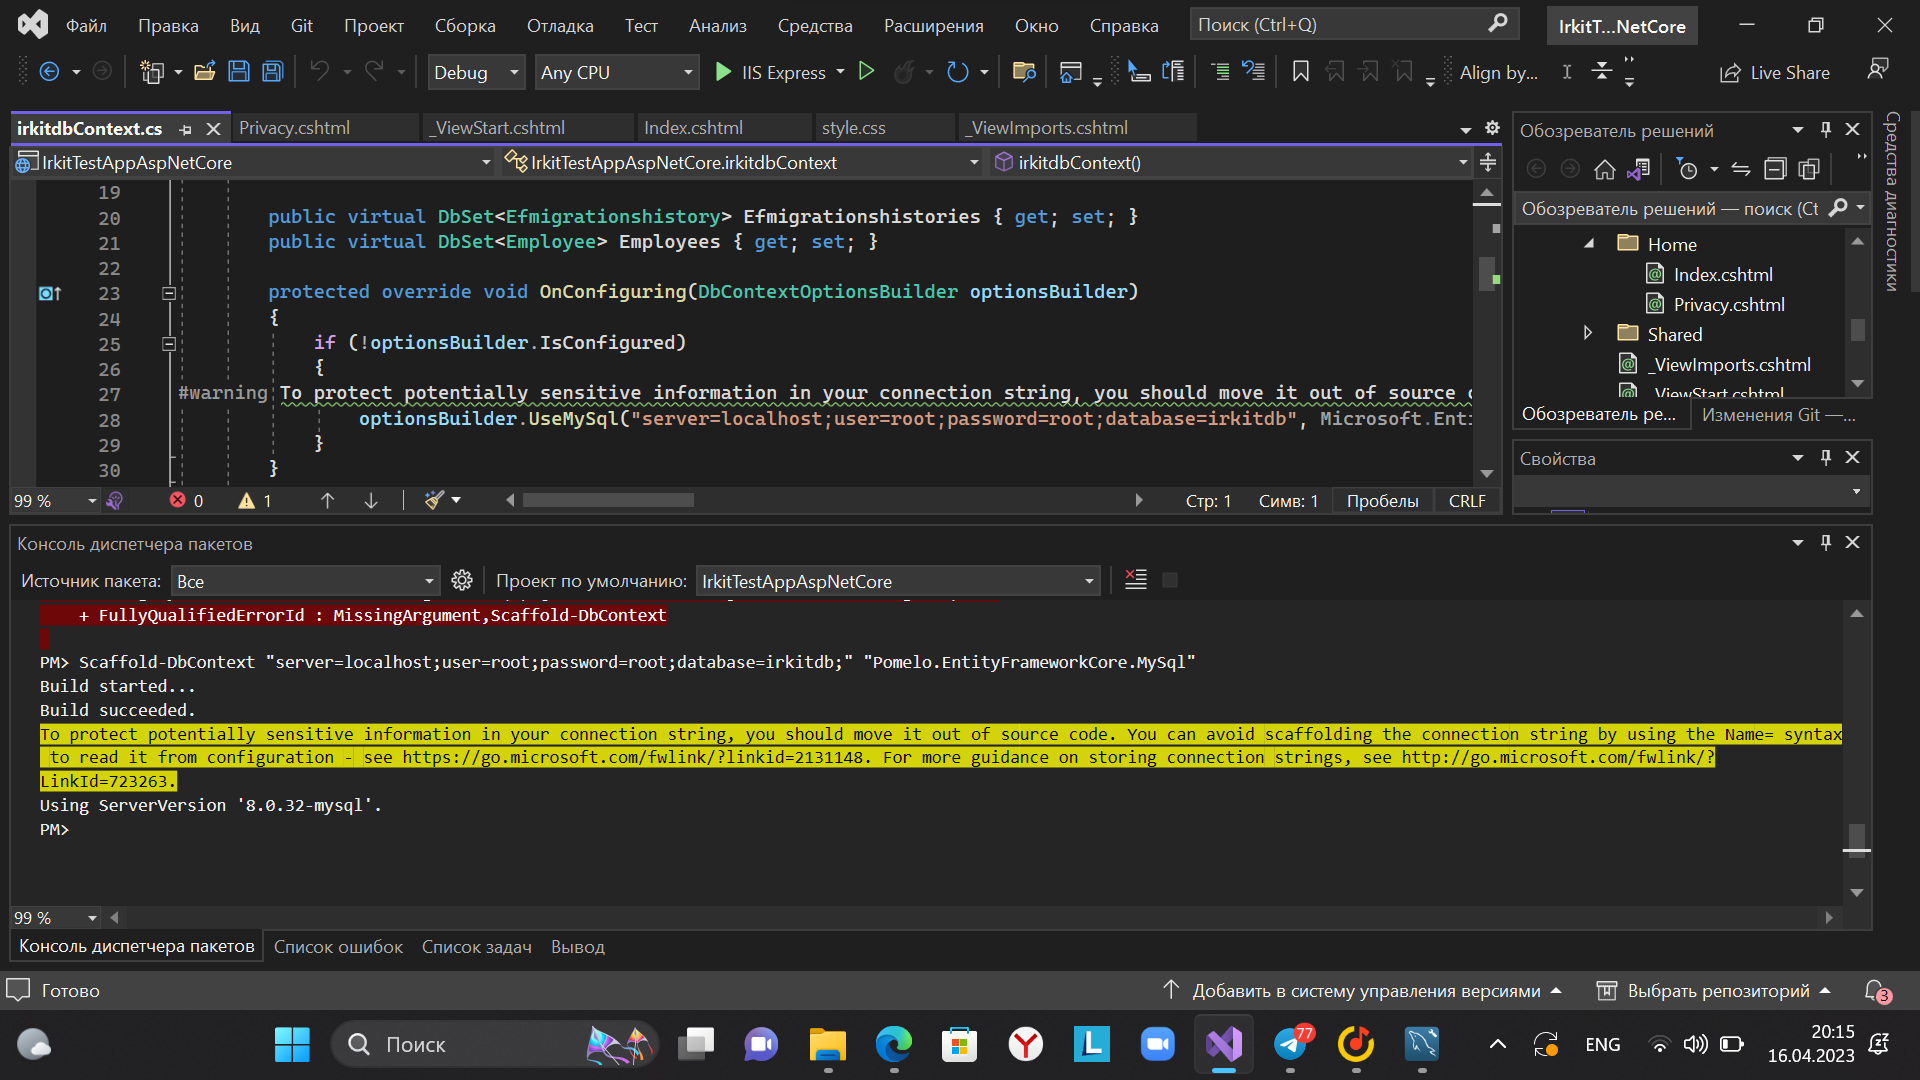 Файл Правка Вид Git Проект Сборка Отладка Тест Анализ Средства Расширения Окно Справка Поиск (Ctrl+Q) IrkitT...NetCore
Debug Any CPU IIS Express Align by... Live Share
irkitdbContext.cs Privacy.cshtml _ViewStart.cshtml Index.cshtml style.css _ViewImports.cshtml
IrkitTestAppAspNetCore IrkitTestAppAspNetCore.irkitdbContext irkitdbContext()
19
20 public virtual DbSet<Efmigrationshistory> Efmigrationshistories { get; set; }
21 public virtual DbSet<Employee> Employees { get; set; }
22
23 protected override void OnConfiguring(DbContextOptionsBuilder optionsBuilder)
24 {
25 if (!optionsBuilder.IsConfigured)
26 {
27 #warning To protect potentially sensitive information in your connection string, you should move it out of source c
28 optionsBuilder.UseMySql("server=localhost;user=root;password=root;database=irkitdb", Microsoft.Enti
29 }
30 }
99 % 0 1 Стр: 1 Симв: 1 Пробелы CRLF
Обозреватель решений
Обозреватель решений — поиск (Ct
Home
Index.cshtml
Privacy.cshtml
Shared
_ViewImports.cshtml
_ViewStart.cshtml
Обозреватель ре... Изменения Git —...
Свойства
Средства диагностики
Консоль диспетчера пакетов
Источник пакета: Все Проект по умолчанию: IrkitTestAppAspNetCore
+ FullyQualifiedErrorId : MissingArgument,Scaffold-DbContext
PM> Scaffold-DbContext "server=localhost;user=root;password=root;database=irkitdb;" "Pomelo.EntityFrameworkCore.MySql"
Build started...
Build succeeded.
To protect potentially sensitive information in your connection string, you should move it out of source code. You can avoid scaffolding the connection string by using the Name= syntax
to read it from configuration - see https://go.microsoft.com/fwlink/?linkid=2131148. For more guidance on storing connection strings, see http://go.microsoft.com/fwlink/?
LinkId=723263.
Using ServerVersion '8.0.32-mysql'.
PM>
99 %
Консоль диспетчера пакетов Список ошибок Список задач Вывод
Готово Добавить в систему управления версиями Выбрать репозиторий 3
Поиск 77 ENG 20:15
16.04.2023